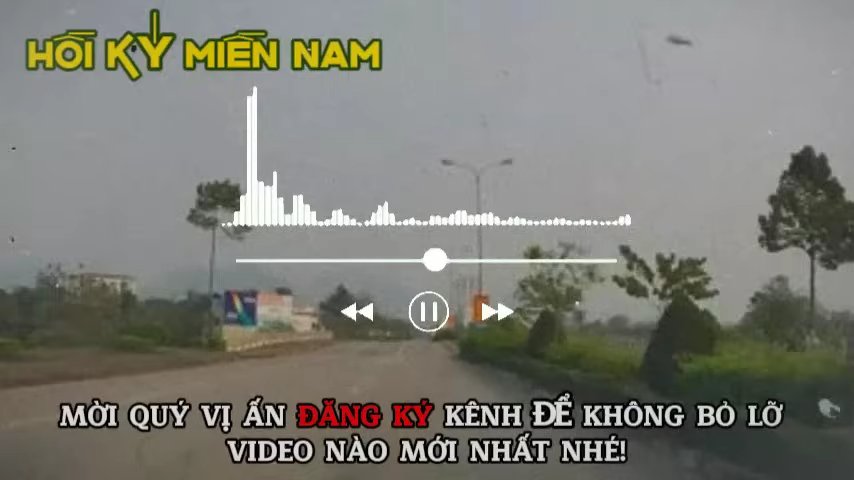 HỒI KÝ MIỀN NAM
MỜI QUÝ VỊ ẤN ĐĂNG KÝ KÊNH ĐỂ KHÔNG BỎ LỠ
VIDEO NÀO MỚI NHẤT NHÉ!